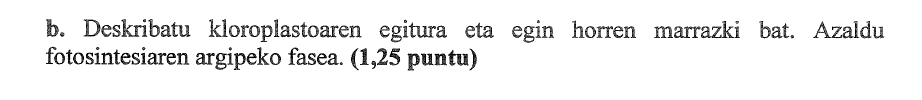 b. Deskribatu kloroplastoaren egitura eta egin horren marrazki bat. Azaldu
fotosintesiaren argipeko fasea. (1,25 puntu)